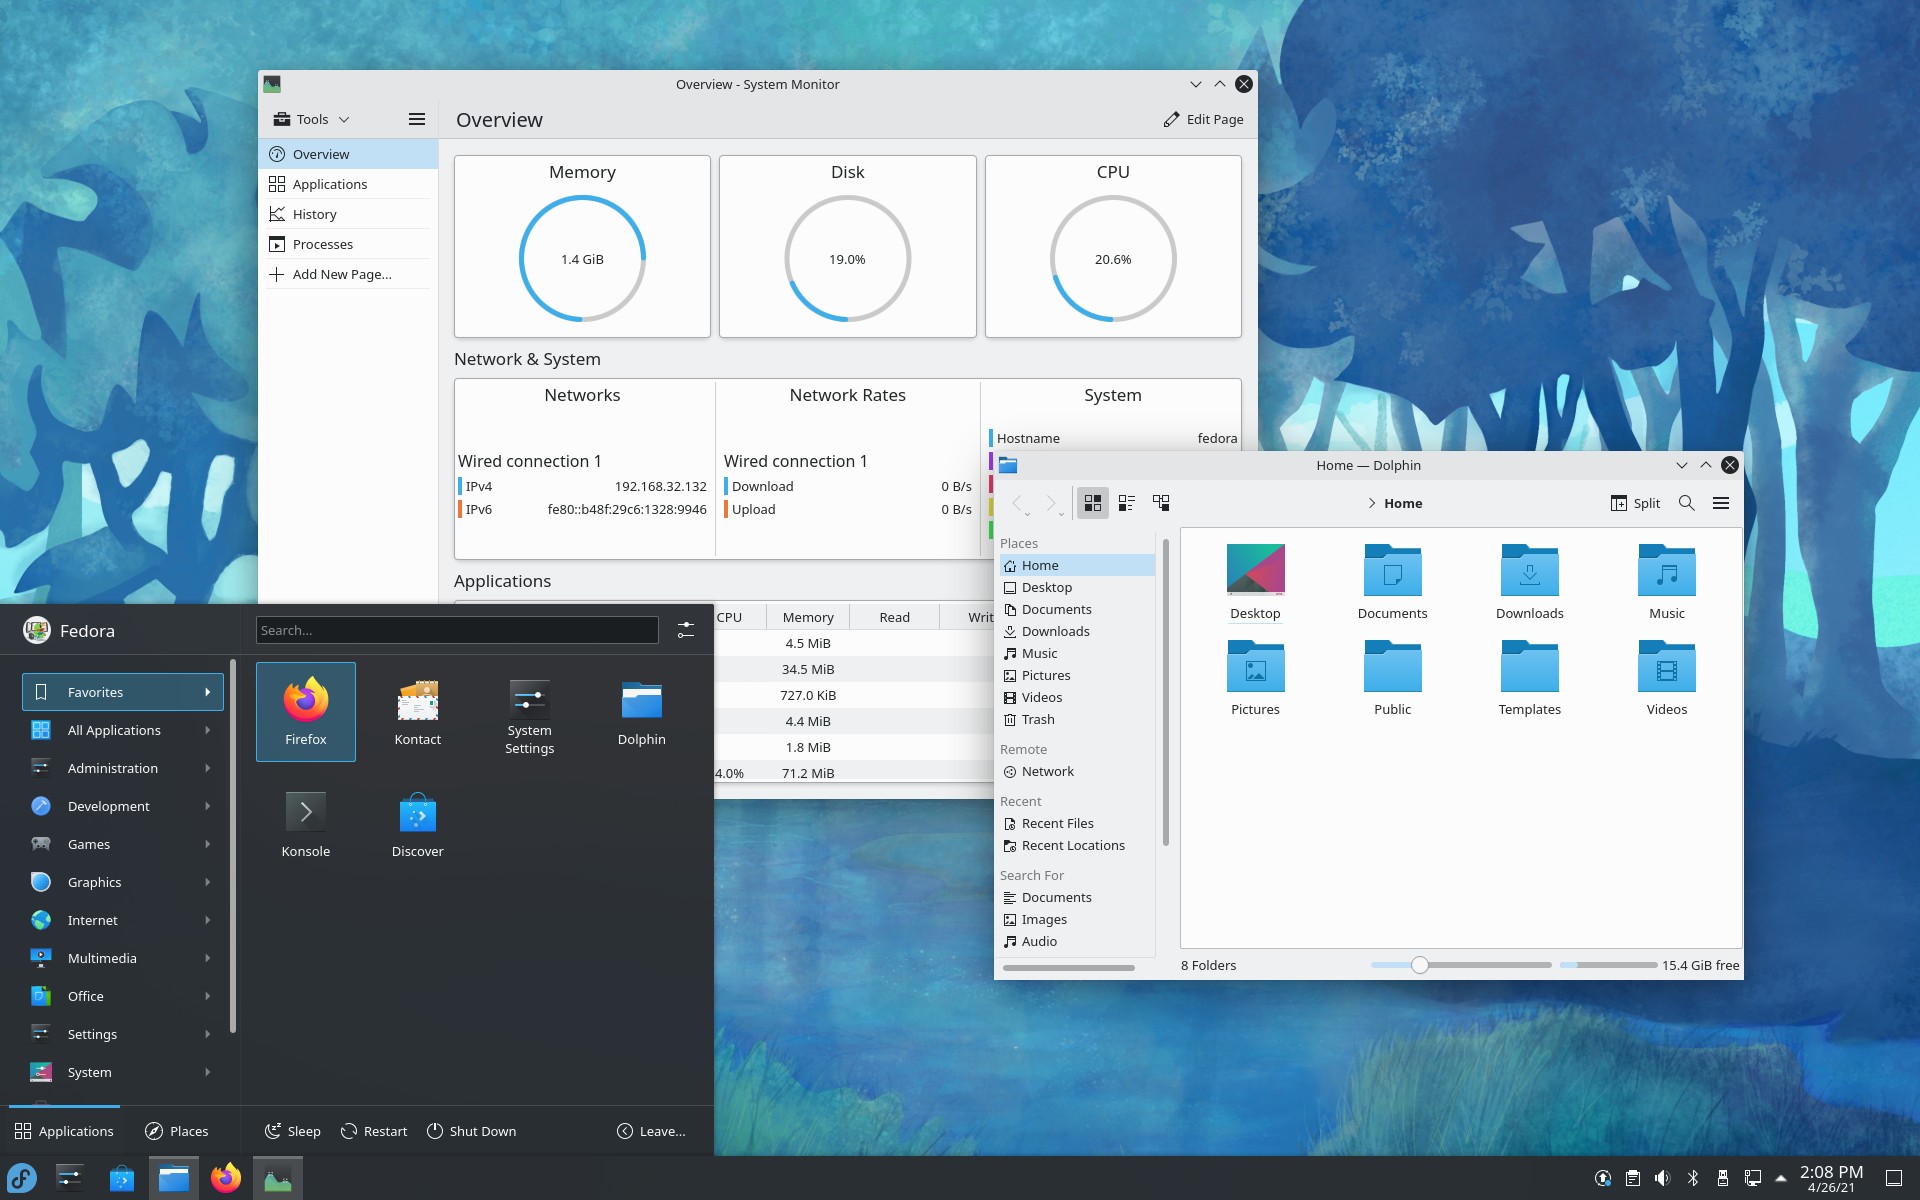 Overview - System Monitor
Tools
Overview
Edit Page
Overview
Applications
History
Processes
Add New Page...
Memory
1.4 GiB
Disk
19.0%
CPU
20.6%
Network & System
Networks
Wired connection 1
IPv4 192.168.32.132
IPv6 fe80::b48f:29c6:1328:9946
Network Rates
Wired connection 1
Download 0 B/s
Upload 0 B/s
System
Hostname fedora
Applications
CPU Memory Read Writ
4.5 MiB
34.5 MiB
727.0 KiB
4.4 MiB
1.8 MiB
4.0% 71.2 MiB
Home — Dolphin
Home
Split
Places
Home
Desktop
Documents
Downloads
Music
Pictures
Videos
Trash
Remote
Network
Recent
Recent Files
Recent Locations
Search For
Documents
Images
Audio
Desktop Documents Downloads Music
Pictures Public Templates Videos
8 Folders
15.4 GiB free
Fedora
Search...
Favorites
All Applications
Administration
Development
Games
Graphics
Internet
Multimedia
Office
Settings
System
Firefox
Kontact
System
Settings
Dolphin
Konsole
Discover
Applications
Places
Sleep
Restart
Shut Down
Leave...
2:08 PM
4/26/21